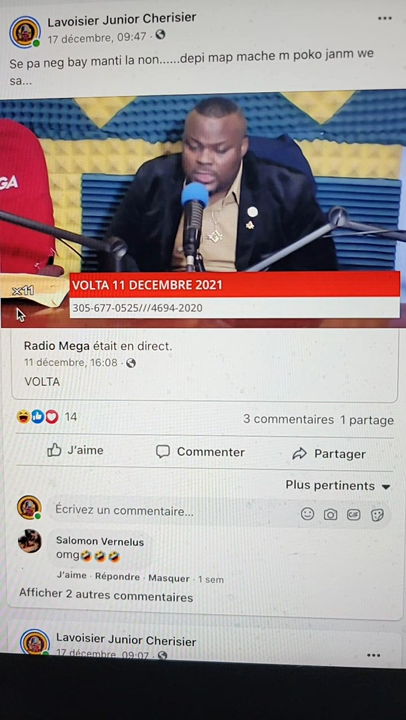 Lavoisier Junior Cherisier
17 décembre, 09:47 ·
Se pa neg bay manti la non......depi map mache m poko janm we
sa...
GA
x11
VOLTA 11 DECEMBRE 2021
305-677-0525///4694-2020
Radio Mega était en direct.
11 décembre, 16:08 ·
VOLTA
14
3 commentaires 1 partage
J'aime
Commenter
Partager
Plus pertinents
Écrivez un commentaire...
GIF
Salomon Vernelus
omg🤣🤣🤣
J'aime · Répondre · Masquer · 1 sem
Afficher 2 autres commentaires
Lavoisier Junior Cherisier
17 décembre, 09:07 ·